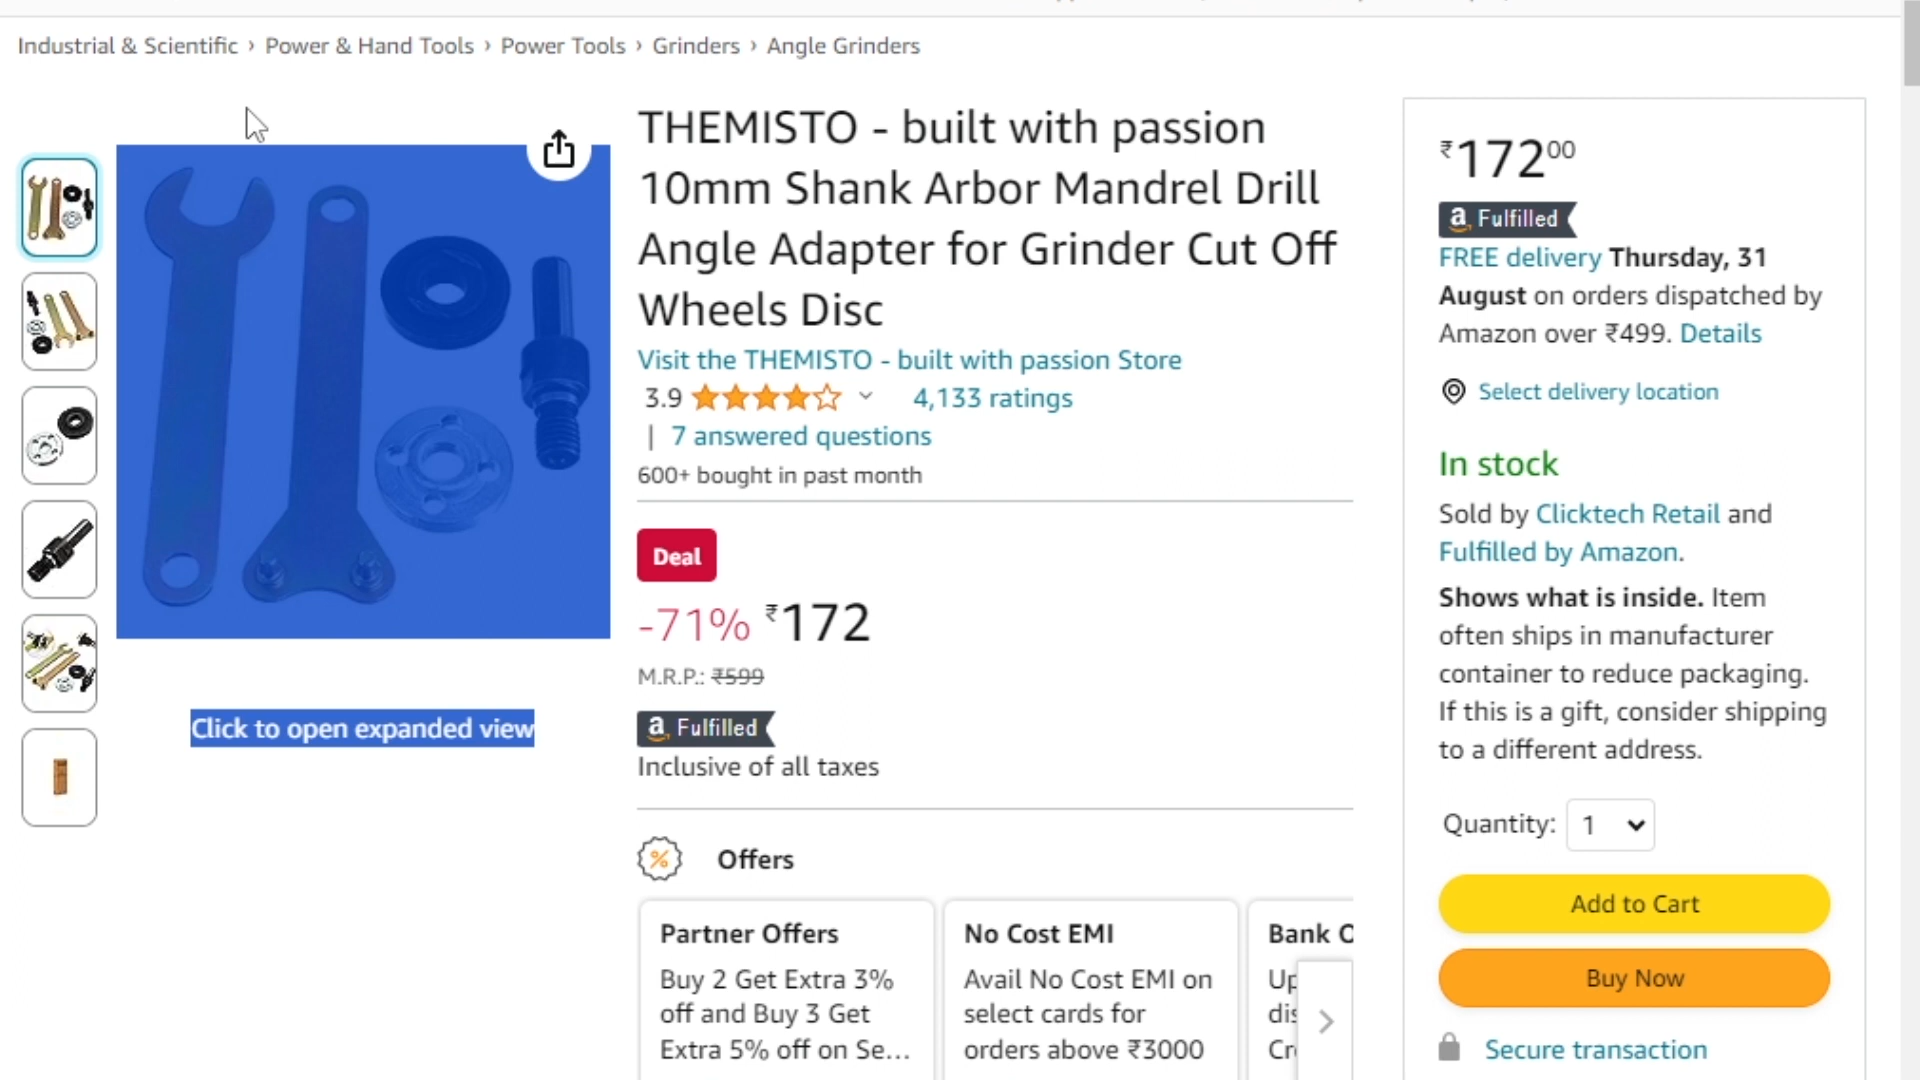 Industrial & Scientific › Power & Hand Tools › Power Tools › Grinders › Angle Grinders
THEMISTO - built with passion
10mm Shank Arbor Mandrel Drill
Angle Adapter for Grinder Cut Off
Wheels Disc
Visit the THEMISTO - built with passion Store
3.9 4,133 ratings
| 7 answered questions
600+ bought in past month
Deal
-71% ₹172
M.R.P.: ₹599
a Fulfilled
Inclusive of all taxes
Click to open expanded view
% Offers
Partner Offers
Buy 2 Get Extra 3%
off and Buy 3 Get
Extra 5% off on Se...
No Cost EMI
Avail No Cost EMI on
select cards for
orders above ₹3000
Bank
₹172 00
a Fulfilled
FREE delivery Thursday, 31
August on orders dispatched by
Amazon over ₹499. Details
Select delivery location
In stock
Sold by Clicktech Retail and
Fulfilled by Amazon.
Shows what is inside. Item
often ships in manufacturer
container to reduce packaging.
If this is a gift, consider shipping
to a different address.
Quantity: 1
Add to Cart
Buy Now
Secure transaction